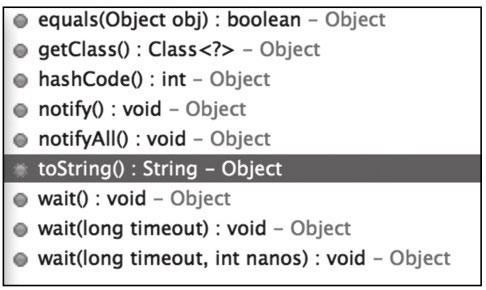 equals(Object obj) : boolean – Object
getClass() : Class<?> – Object
hashCode() : int – Object
notify() : void – Object
notifyAll() : void – Object
toString() : String – Object
wait() : void – Object
wait(long timeout) : void – Object
wait(long timeout, int nanos) : void – Object